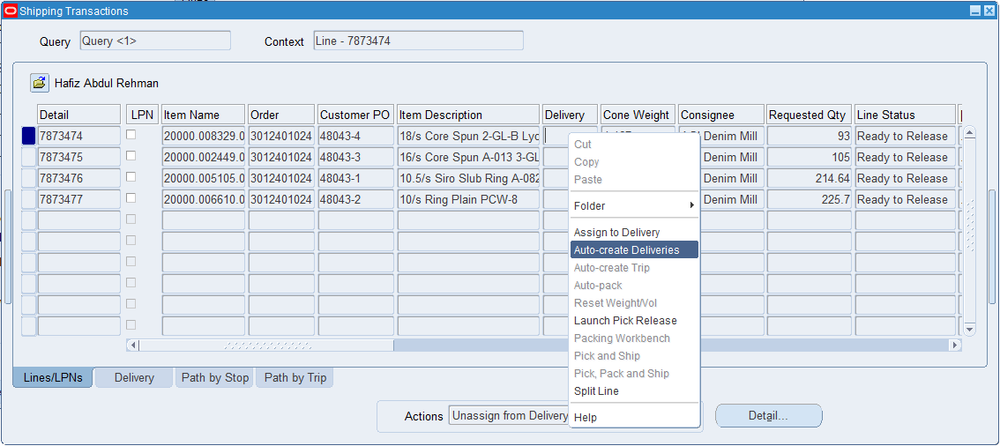 Shipping Transactions
Query Query <1> Context Line - 7873474
Hafiz Abdul Rehman
Detail LPN Item Name Order Customer PO Item Description Delivery Cone Weight Consignee Requested Qty Line Status
7873474 20000.008329.0 3012401024 48043-4 18/s Core Spun 2-GL-B Lyc Denim Mill 93 Ready to Release
7873475 20000.002449.0 3012401024 48043-3 16/s Core Spun A-013 3-GL Denim Mill 105 Ready to Release
7873476 20000.005105.0 3012401024 48043-1 10.5/s Siro Slub Ring A-082 Denim Mill 214.64 Ready to Release
7873477 20000.006610.0 3012401024 48043-2 10/s Ring Plain PCW-8 Denim Mill 225.7 Ready to Release
Cut
Copy
Paste
Folder
Assign to Delivery
Auto-create Deliveries
Auto-create Trip
Auto-pack
Reset Weight/Vol
Launch Pick Release
Packing Workbench
Pick and Ship
Pick, Pack and Ship
Split Line
Help
Lines/LPNs Delivery Path by Stop Path by Trip
Actions Unassign from Delivery Detail...